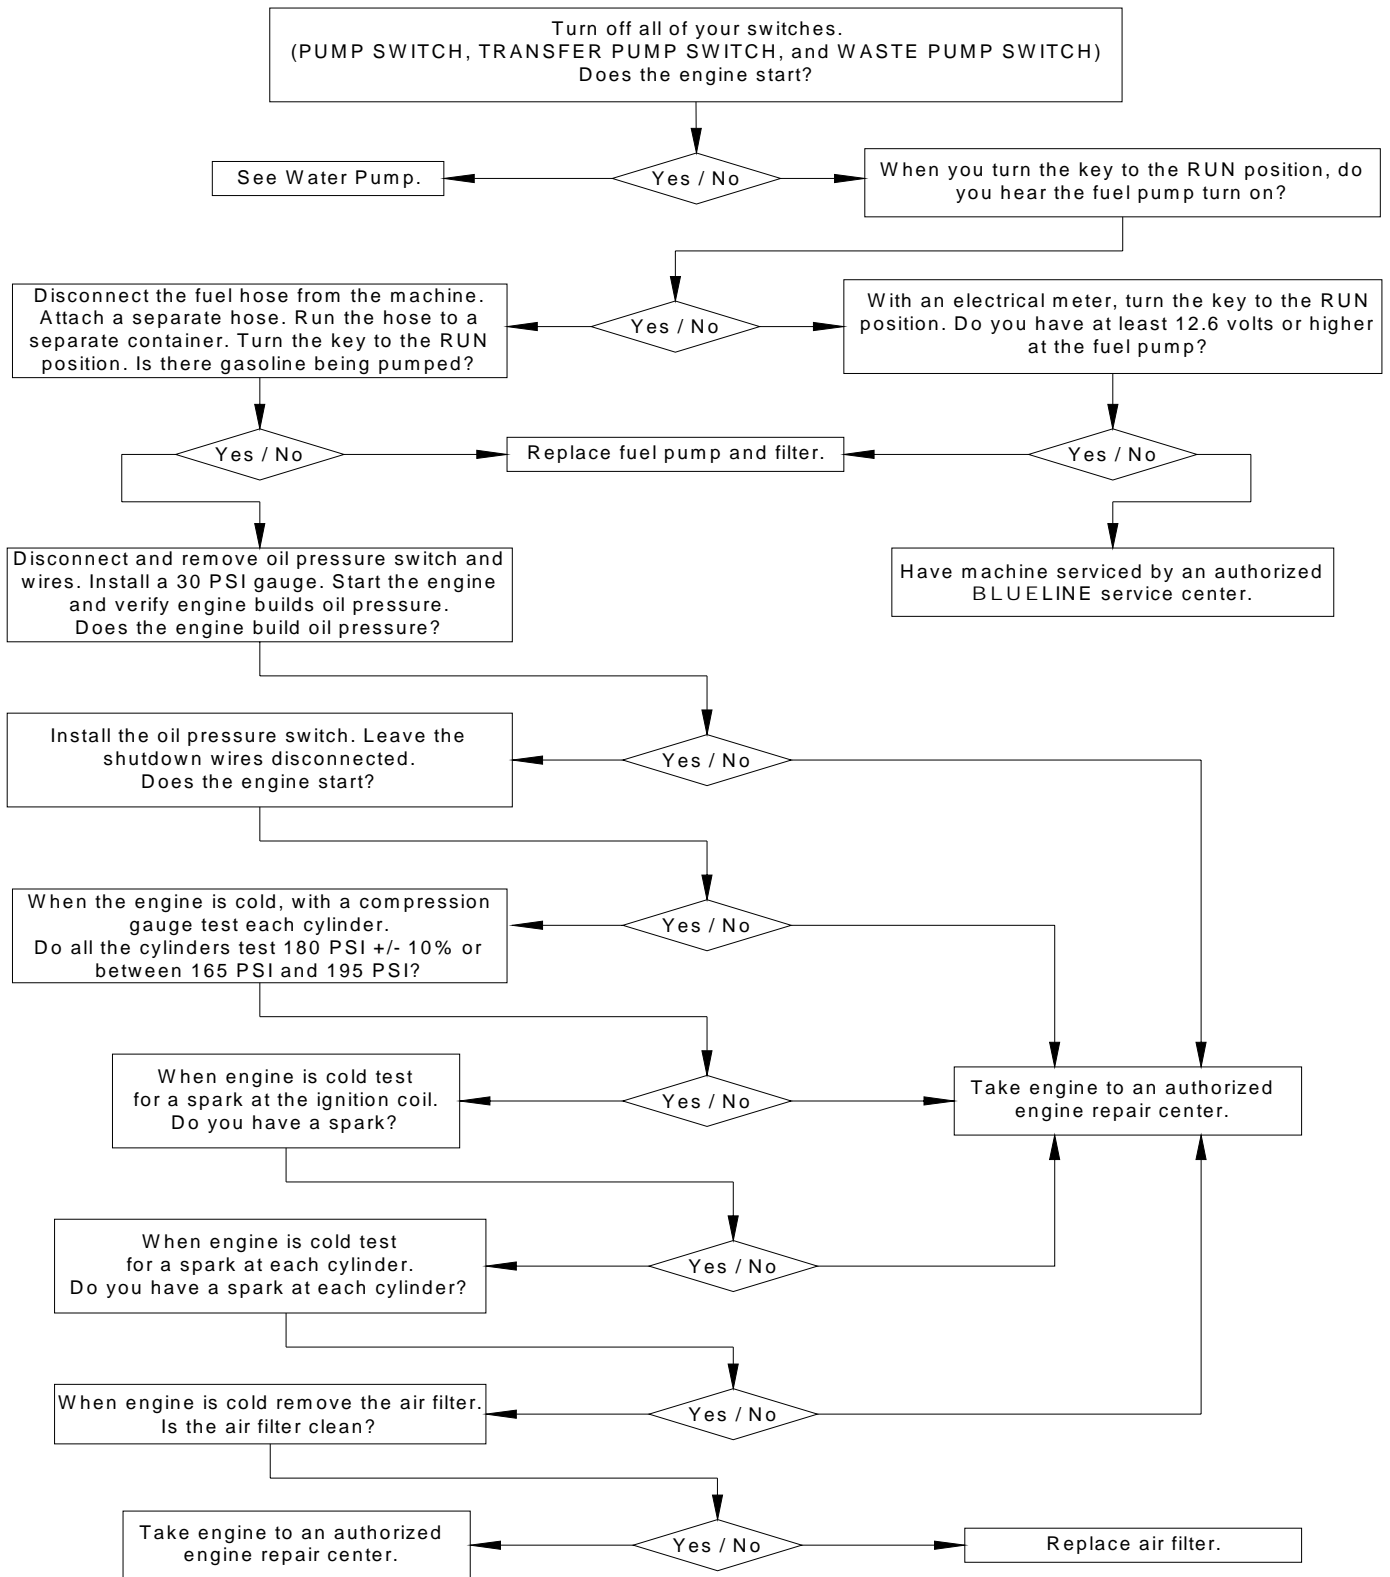 Turn off all of your switches.
(PUMP SWITCH, TRANSFER PUMP SWITCH, and WASTE PUMP SWITCH)
Does the engine start?
See Water Pump.
Yes / No
When you turn the key to the RUN position, do
you hear the fuel pump turn on?
Disconnect the fuel hose from the machine.
Attach a separate hose. Run the hose to a
separate container. Turn the key to the RUN
position. Is there gasoline being pumped?
Yes / No
With an electrical meter, turn the key to the RUN
position. Do you have at least 12.6 volts or higher
at the fuel pump?
Yes / No
Replace fuel pump and filter.
Yes / No
Disconnect and remove oil pressure switch and
wires. Install a 30 PSI gauge. Start the engine
and verify engine builds oil pressure.
Does the engine build oil pressure?
Have machine serviced by an authorized
BLUELINE service center.
Install the oil pressure switch. Leave the
shutdown wires disconnected.
Does the engine start?
Yes / No
When the engine is cold, with a compression
gauge test each cylinder.
Do all the cylinders test 180 PSI +/- 10% or
between 165 PSI and 195 PSI?
Yes / No
When engine is cold test
for a spark at the ignition coil.
Do you have a spark?
Yes / No
Take engine to an authorized
engine repair center.
When engine is cold test
for a spark at each cylinder.
Do you have a spark at each cylinder?
Yes / No
When engine is cold remove the air filter.
Is the air filter clean?
Yes / No
Take engine to an authorized
engine repair center.
Yes / No
Replace air filter.